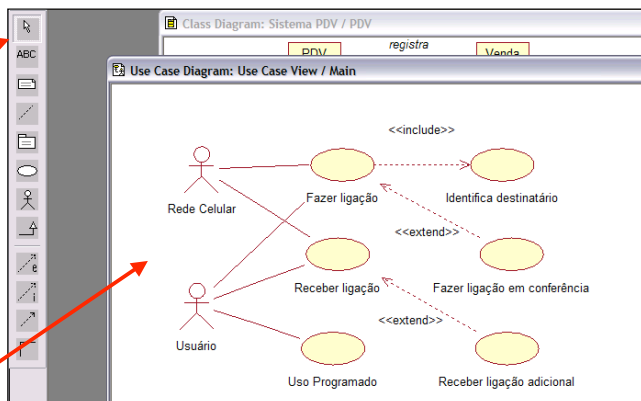 Class Diagram: Sistema PDV / PDV
registra
PDV
Venda
ABC
Use Case Diagram: Use Case View / Main
<<include>>
Rede Celular
Fazer ligação
Identifica destinatário
<<extend>>
Receber ligação
Fazer ligação em conferência
<<extend>>
Usuário
Uso Programado
Receber ligação adicional
e
i